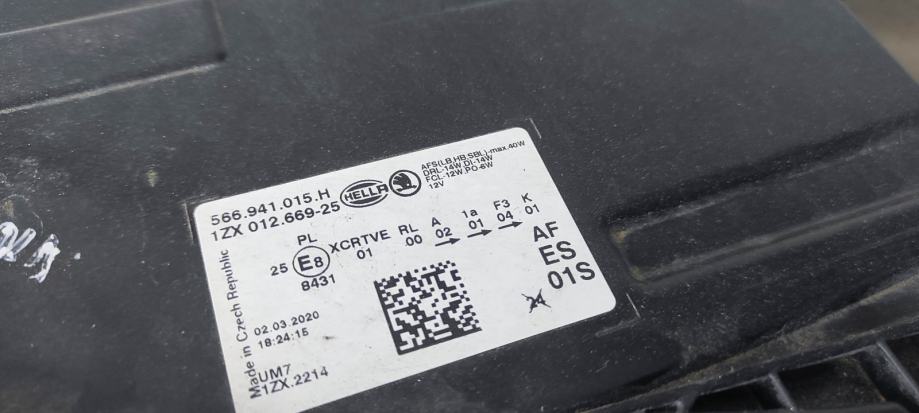 566.941.015.H
1ZX 012.669-25
HELLA
AFS(LB,HB,SBL)-max.40W
DRL-14W,DI-14W
FCL-12W,PO-6W
12V
PL
25 E8 XCRTVE RL A 1a F3 K
8431 01 00 02 01 04 01
AF
ES
01S
24
Made in Czech Republic
02.03.2020
18:24:15
UM7
1ZX.2214